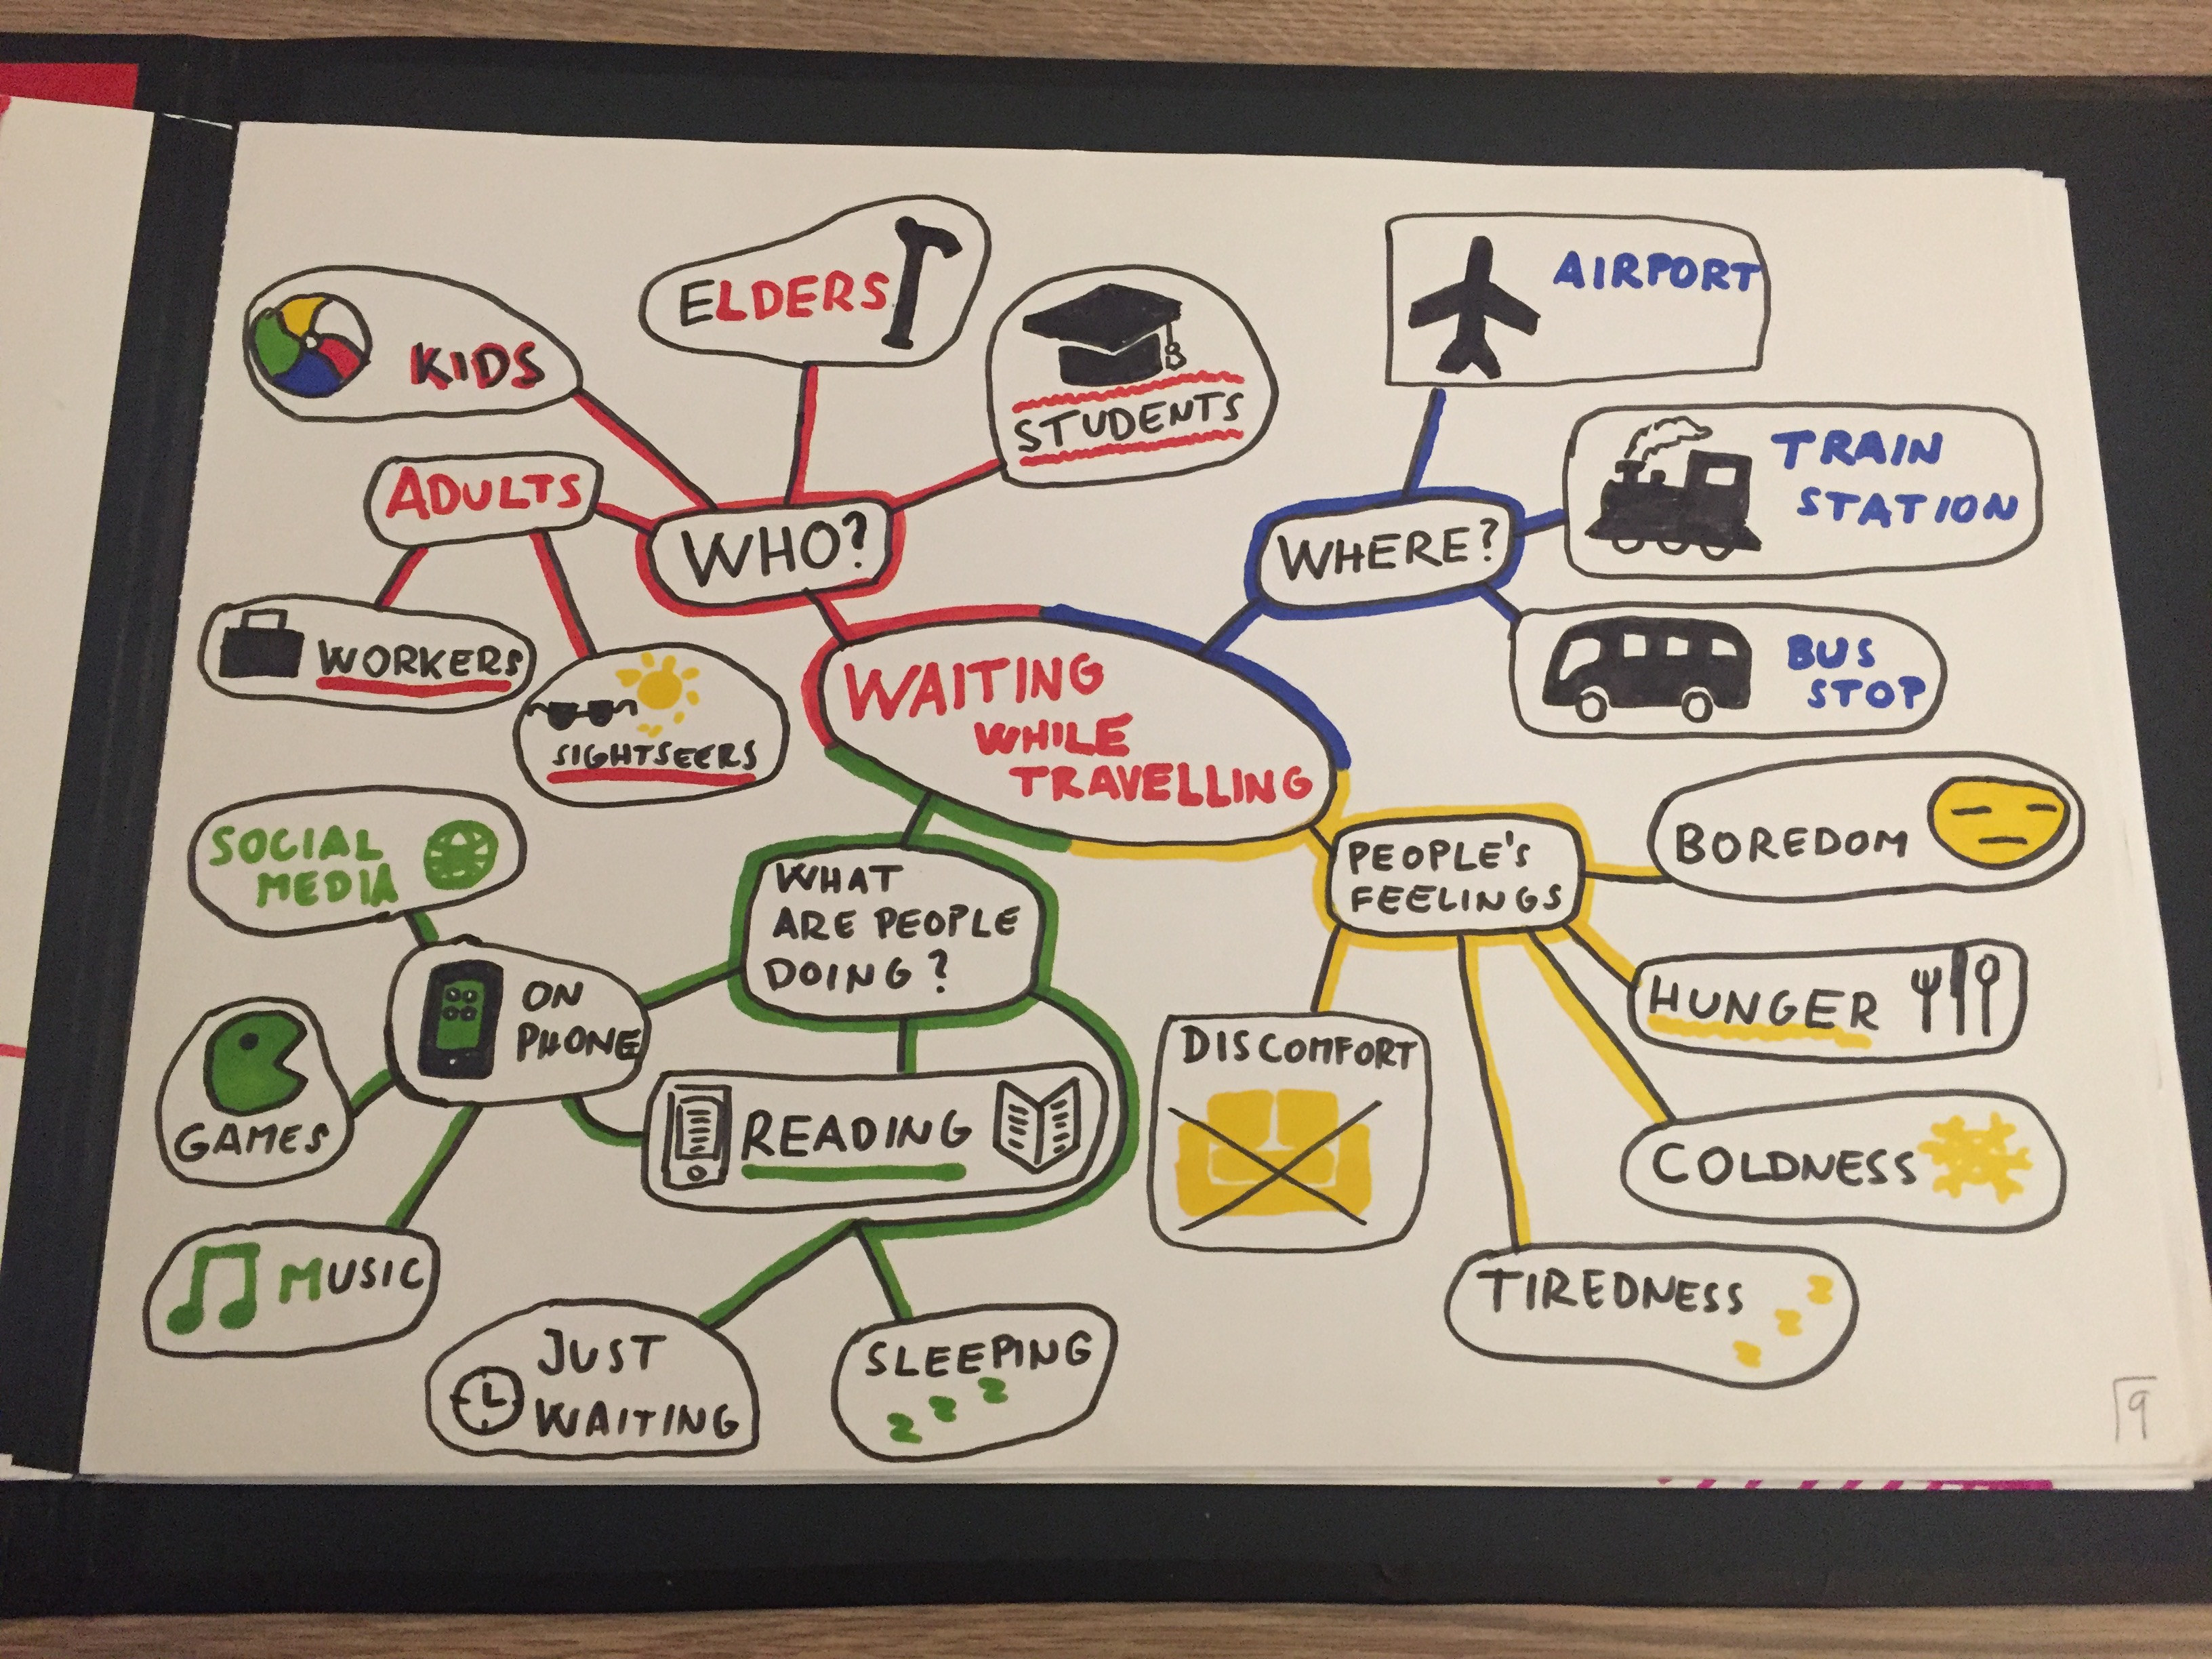 ELDERS
KIDS
STUDENTS
ADULTS
WHO?
WORKERS
SIGHTSEERS
AIRPORT
TRAIN
STATION
WHERE?
BUS
STOP
WAITING
WHILE
TRAVELLING
SOCIAL
MEDIA
WHAT
ARE PEOPLE
DOING?
ON
PHONE
GAMES
READING
MUSIC
JUST
WAITING
SLEEPING
z z z
PEOPLE'S
FEELINGS
BOREDOM
HUNGER
DISCOMFORT
COLDNESS
TIREDNESS
z z z
9